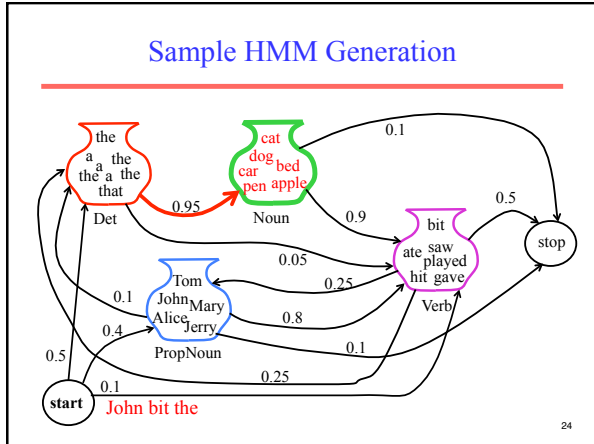 Sample HMM Generation
the
a
a
the
the
a
the
that
Det
0.95
cat
dog
car
bed
pen
apple
Noun
0.1
0.9
0.5
bit
ate
saw
played
hit
gave
Verb
stop
0.05
0.25
Tom
John
Mary
Alice
Jerry
PropNoun
0.1
0.8
0.4
0.1
0.5
0.25
0.1
start
John bit the
24